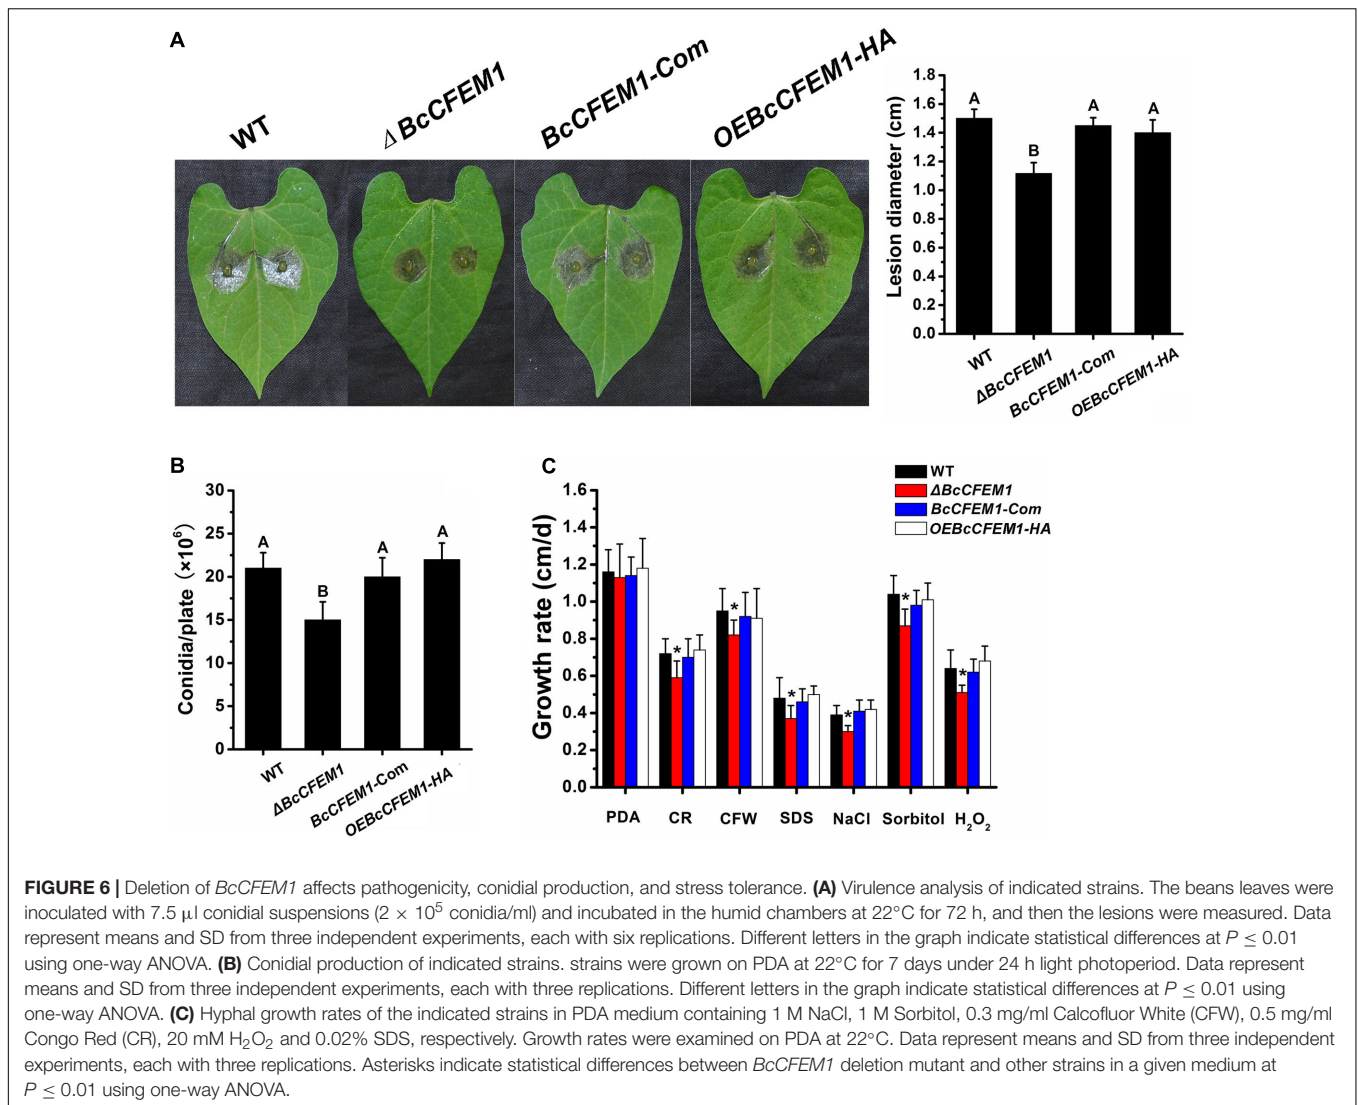 A
WT
ΔBcCFEM1
BcCFEM1-Com
OEBcCFEM1-HA
Lesion diameter (cm)
1.8
1.6
1.4
1.2
1.0
0.8
0.6
0.4
0.2
0.0
A
B
A
A
WT
ΔBcCFEM1
BcCFEM1-Com
OEBcCFEM1-HA
B
Conidia/plate (×10⁶)
30
25
20
15
10
5
0
A
B
A
A
WT
ΔBcCFEM1
BcCFEM1-Com
OEBcCFEM1-HA
C
WT
ΔBcCFEM1
BcCFEM1-Com
OEBcCFEM1-HA
Growth rate (cm/d)
1.6
1.4
1.2
1.0
0.8
0.6
0.4
0.2
0.0
* * * * * *
PDA CR CFW SDS NaCl Sorbitol H₂O₂
FIGURE 6 | Deletion of BcCFEM1 affects pathogenicity, conidial production, and stress tolerance. (A) Virulence analysis of indicated strains. The beans leaves were
inoculated with 7.5 μl conidial suspensions (2 × 10⁵ conidia/ml) and incubated in the humid chambers at 22°C for 72 h, and then the lesions were measured. Data
represent means and SD from three independent experiments, each with six replications. Different letters in the graph indicate statistical differences at P ≤ 0.01
using one-way ANOVA. (B) Conidial production of indicated strains. strains were grown on PDA at 22°C for 7 days under 24 h light photoperiod. Data represent
means and SD from three independent experiments, each with three replications. Different letters in the graph indicate statistical differences at P ≤ 0.01 using
one-way ANOVA. (C) Hyphal growth rates of the indicated strains in PDA medium containing 1 M NaCl, 1 M Sorbitol, 0.3 mg/ml Calcofluor White (CFW), 0.5 mg/ml
Congo Red (CR), 20 mM H₂O₂ and 0.02% SDS, respectively. Growth rates were examined on PDA at 22°C. Data represent means and SD from three independent
experiments, each with three replications. Asterisks indicate statistical differences between BcCFEM1 deletion mutant and other strains in a given medium at
P ≤ 0.01 using one-way ANOVA.